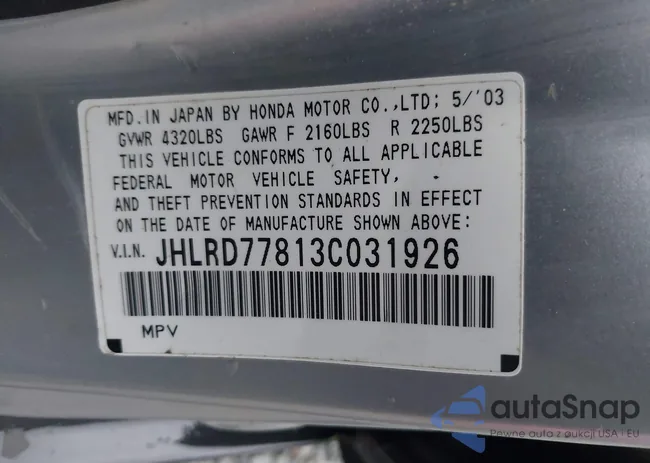 MFD. IN JAPAN BY HONDA MOTOR CO.,LTD; 5/'03
GVWR 4320LBS GAWR F 2160LBS R 2250LBS
THIS VEHICLE CONFORMS TO ALL APPLICABLE
FEDERAL MOTOR VEHICLE SAFETY,
AND THEFT PREVENTION STANDARDS IN EFFECT
ON THE DATE OF MANUFACTURE SHOWN ABOVE:
V.I.N. JHLRD77813C031926
MPV
autaSnap
Pewne auta z aukcji USA i EU